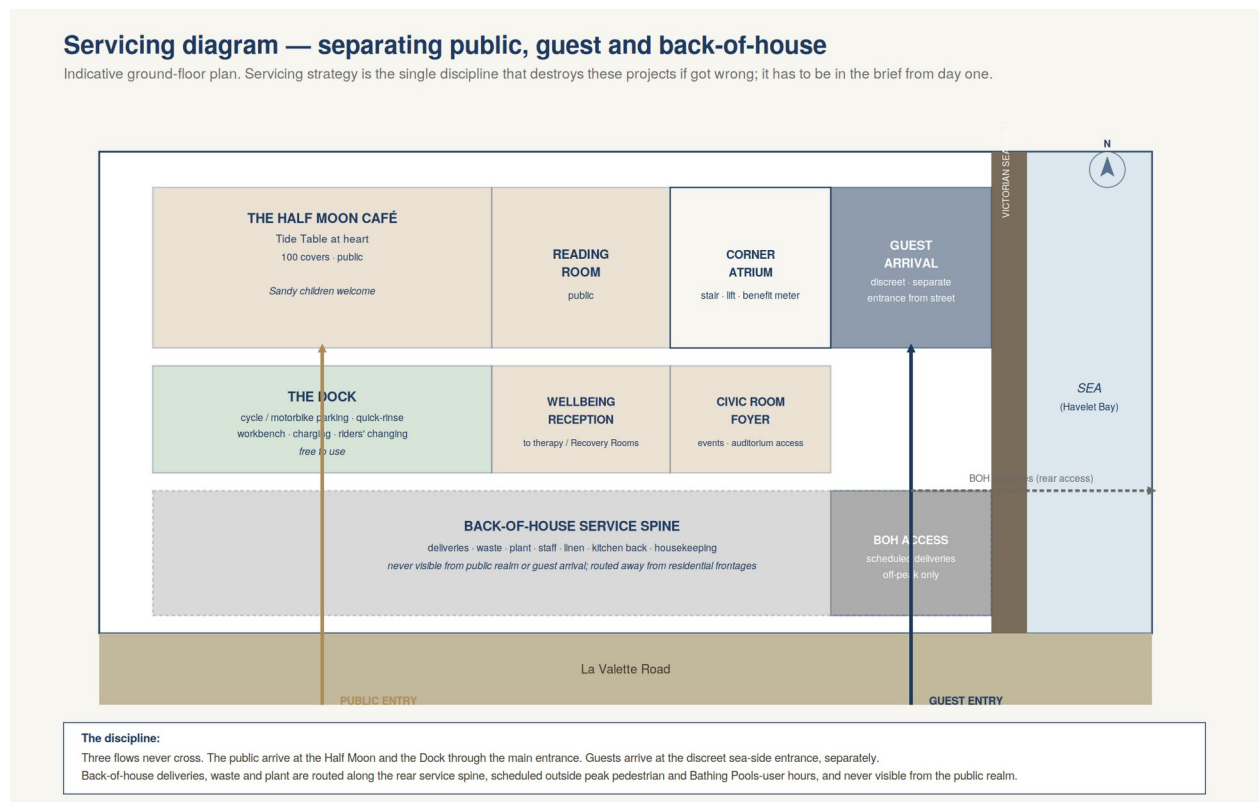 Servicing diagram — separating public, guest and back-of-house
Indicative ground-floor plan. Servicing strategy is the single discipline that destroys these projects if got wrong; it has to be in the brief from day one.
N
VICTORIAN SEA
THE HALF MOON CAFÉ
Tide Table at heart
100 covers · public
Sandy children welcome
READING
ROOM
public
CORNER
ATRIUM
stair · lift · benefit meter
GUEST
ARRIVAL
discreet · separate
entrance from street
THE DOCK
cycle / motorbike parking · quick-rinse
workbench · charging · riders' changing
free to use
WELLBEING
RECEPTION
to therapy / Recovery Rooms
CIVIC ROOM
FOYER
events · auditorium access
SEA
(Havelet Bay)
BOH (rear access)
BACK-OF-HOUSE SERVICE SPINE
deliveries · waste · plant · staff · linen · kitchen back · housekeeping
never visible from public realm or guest arrival; routed away from residential frontages
BOH ACCESS
scheduled deliveries
off-peak only
La Valette Road
PUBLIC ENTRY
GUEST ENTRY
The discipline:
Three flows never cross. The public arrive at the Half Moon and the Dock through the main entrance. Guests arrive at the discreet sea-side entrance, separately.
Back-of-house deliveries, waste and plant are routed along the rear service spine, scheduled outside peak pedestrian and Bathing Pools-user hours, and never visible from the public realm.